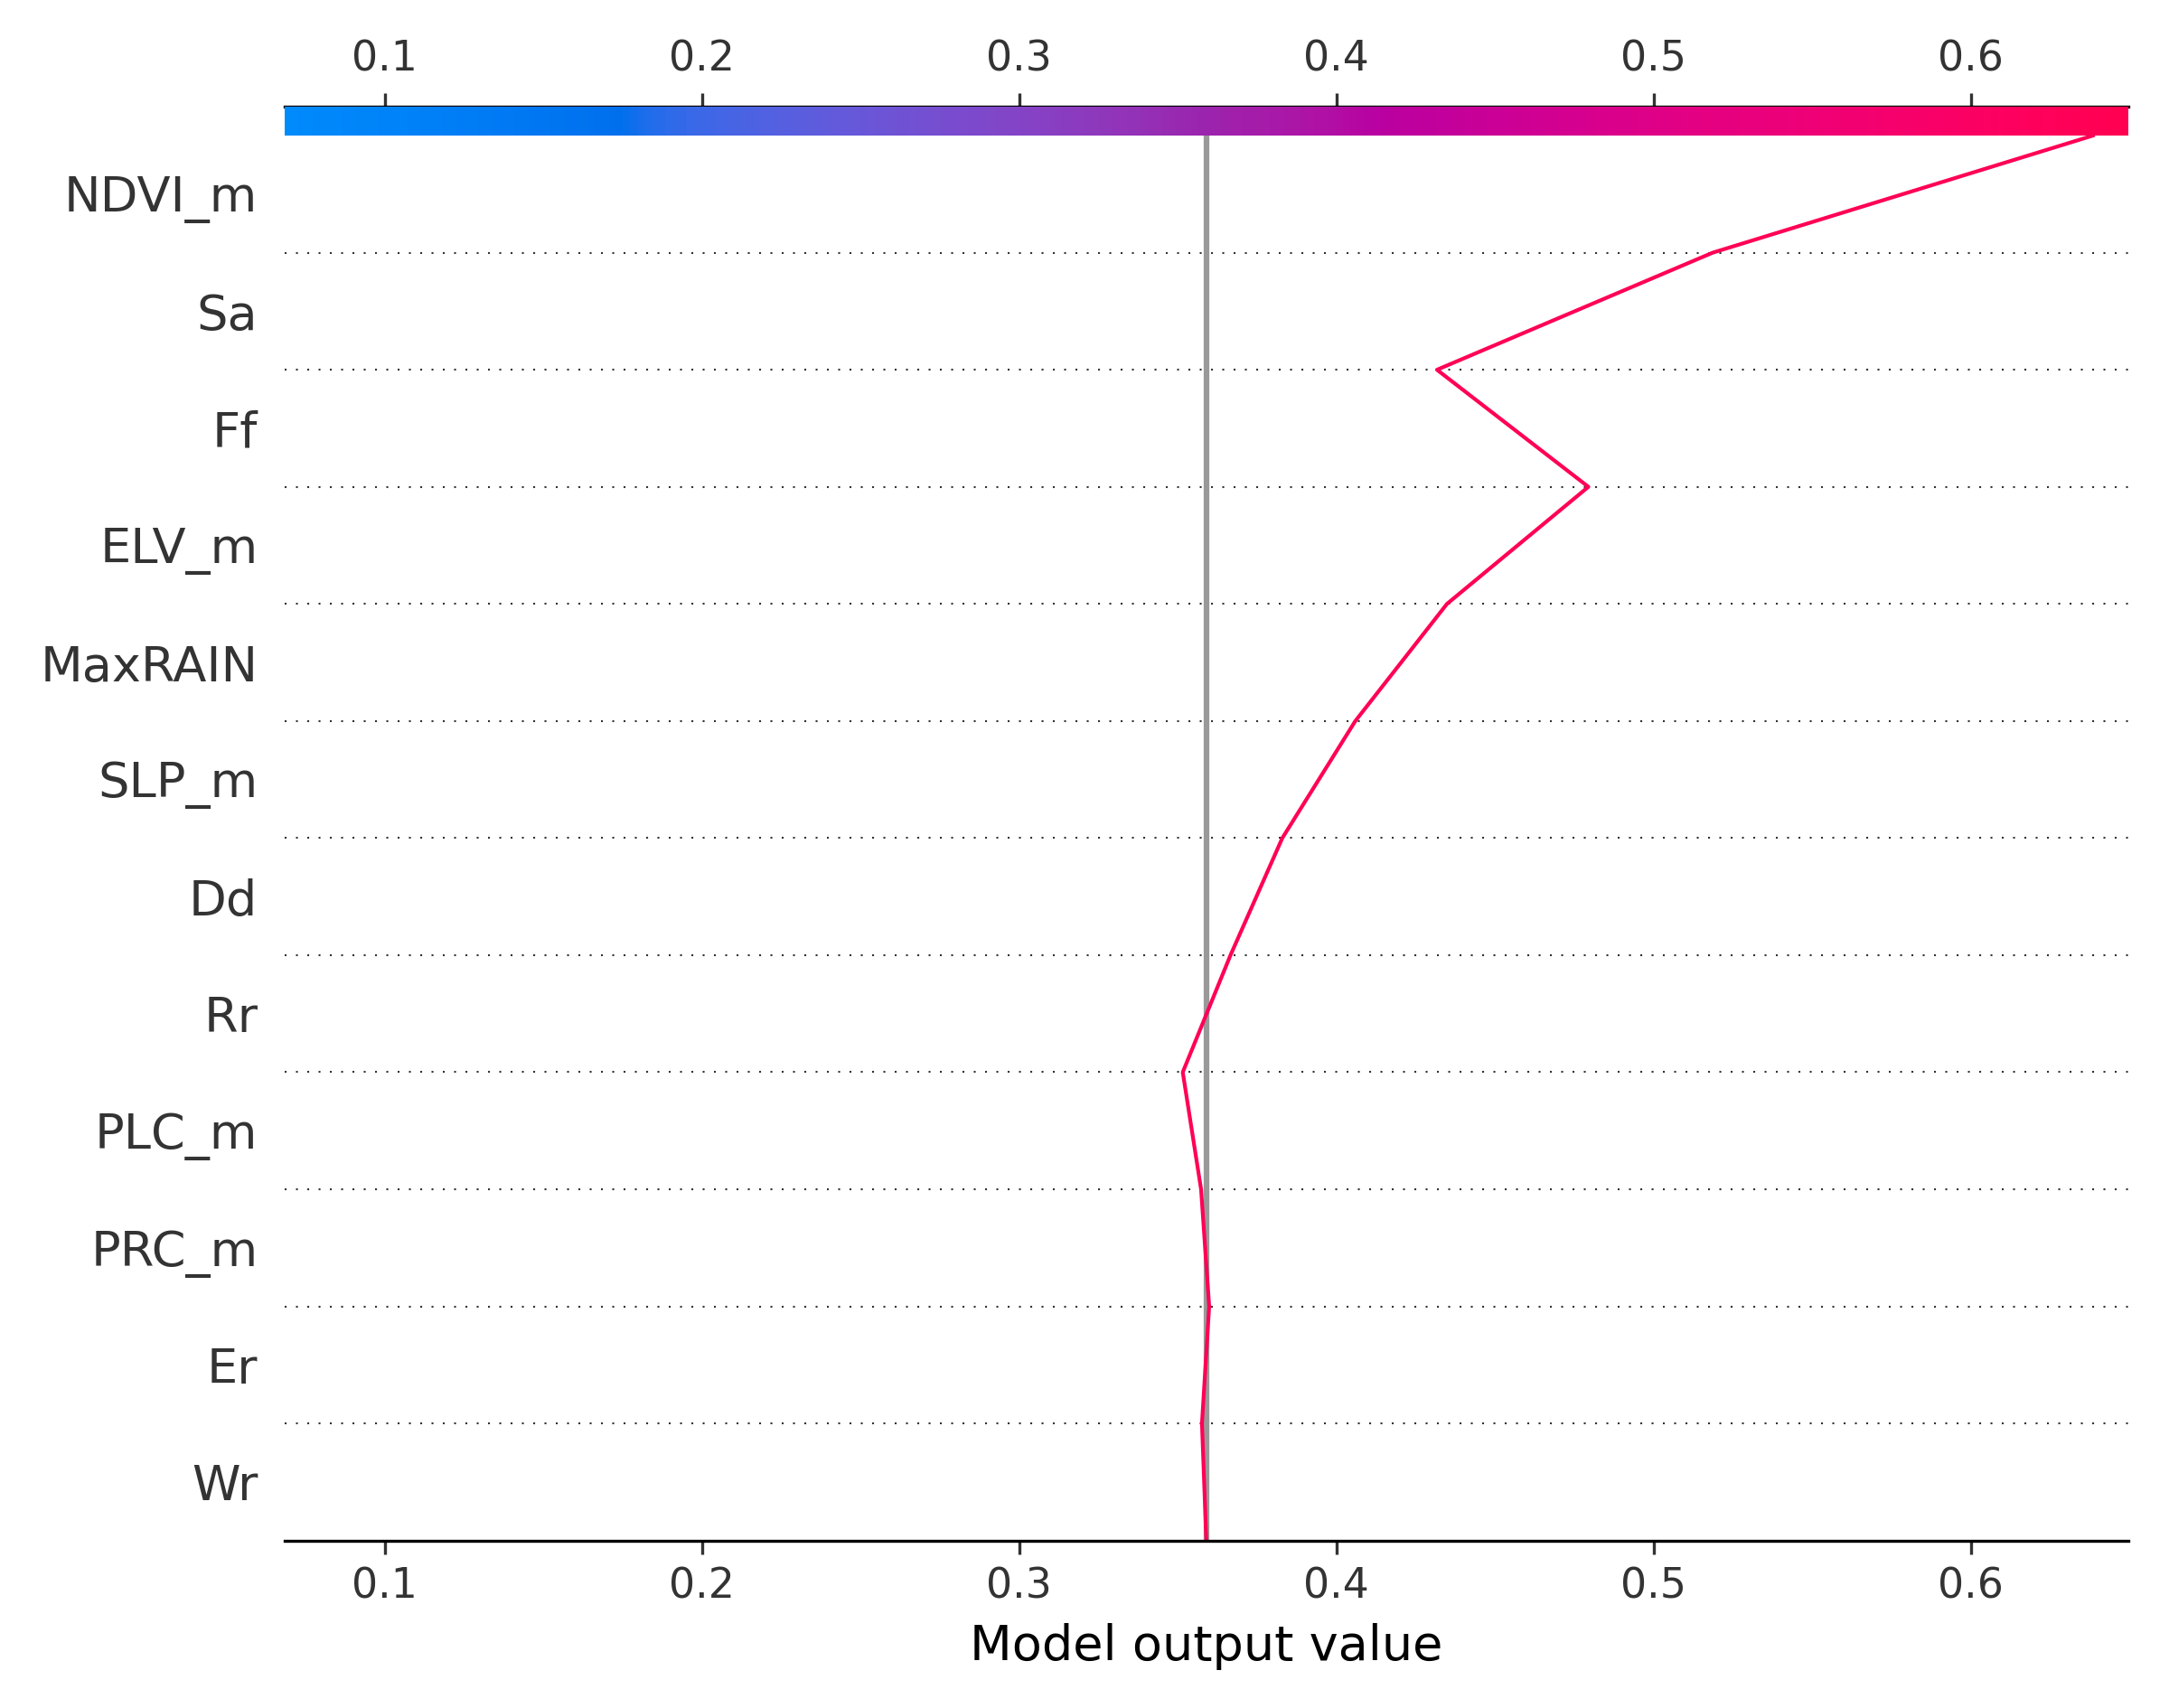 0.1 0.2 0.3 0.4 0.5 0.6
NDVI_m
Sa
Ff
ELV_m
MaxRAIN
SLP_m
Dd
Rr
PLC_m
PRC_m
Er
Wr
0.1 0.2 0.3 0.4 0.5 0.6
Model output value